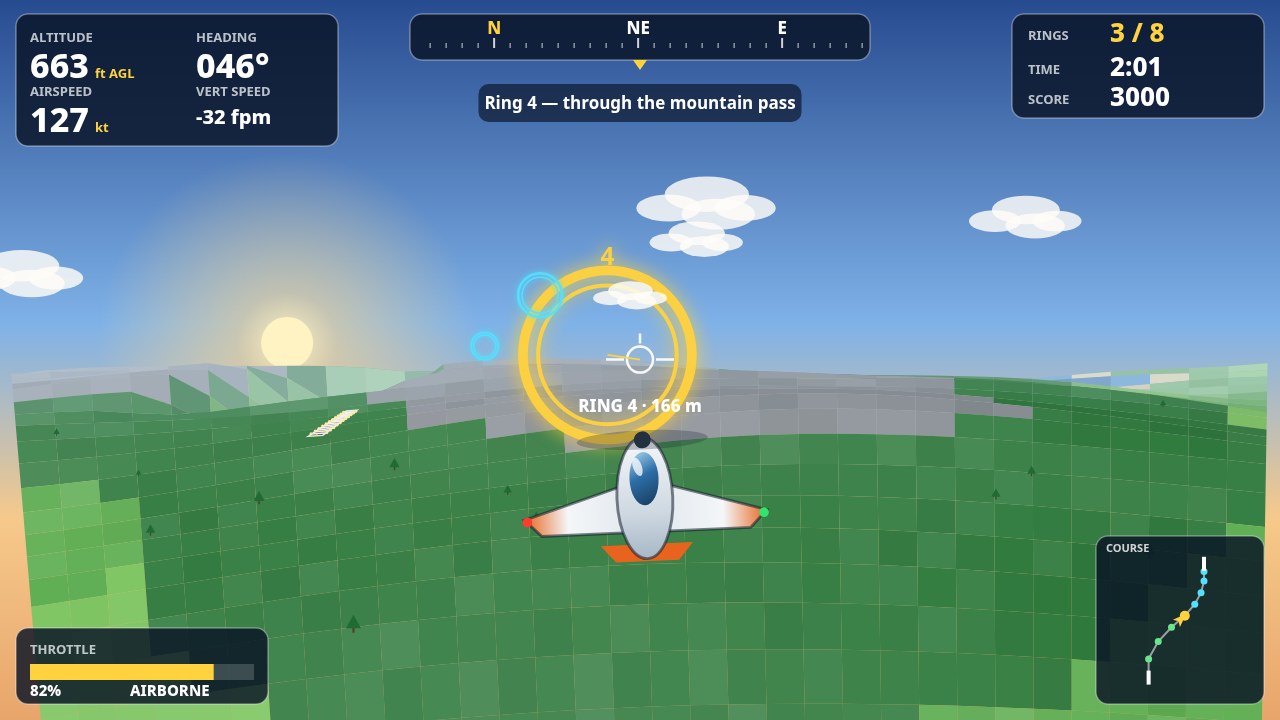 ALTITUDE
663 ft AGL
AIRSPEED
127 kt
HEADING
046°
VERT SPEED
-32 fpm
N NE E
Ring 4 — through the mountain pass
RINGS 3 / 8
TIME 2:01
SCORE 3000
4
RING 4 · 166 m
THROTTLE
82% AIRBORNE
COURSE